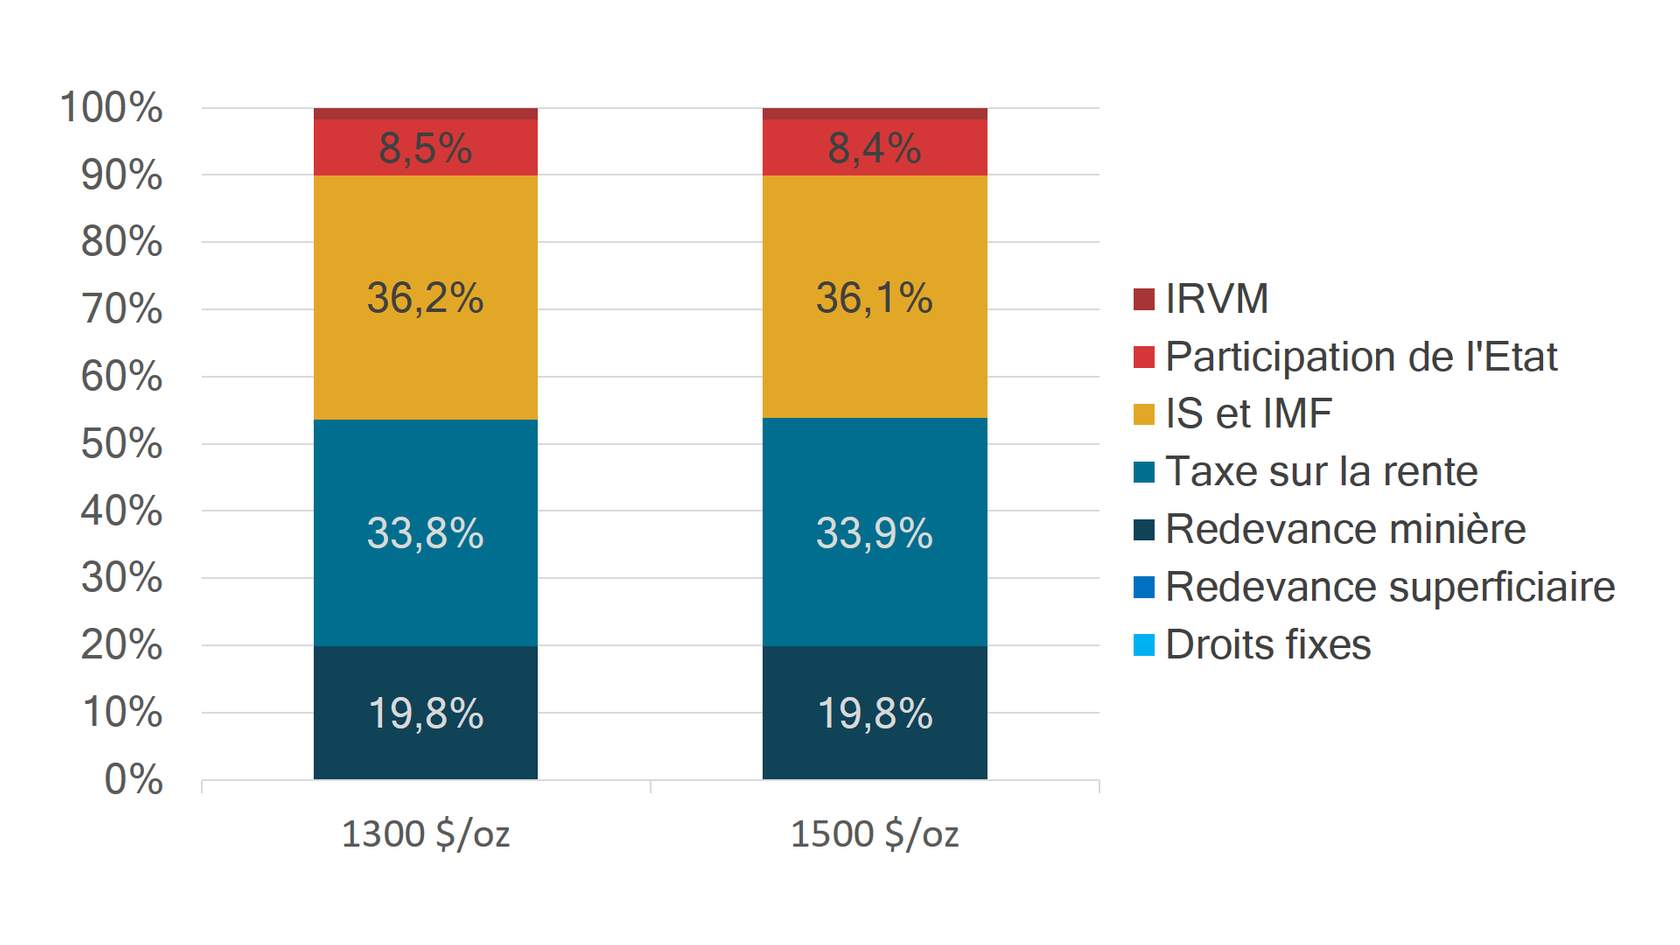 100%
90%
80%
70%
60%
50%
40%
30%
20%
10%
0%
8,5%
36,2%
33,8%
19,8%
8,4%
36,1%
33,9%
19,8%
1300 $/oz
1500 $/oz
IRVM
Participation de l'Etat
IS et IMF
Taxe sur la rente
Redevance minière
Redevance superficiaire
Droits fixes